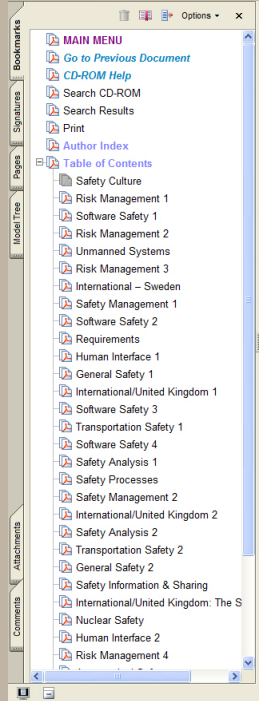 Options
Bookmarks
Signatures
Pages
Model Tree
Attachments
Comments
MAIN MENU
Go to Previous Document
CD-ROM Help
Search CD-ROM
Search Results
Print
Author Index
Table of Contents
Safety Culture
Risk Management 1
Software Safety 1
Risk Management 2
Unmanned Systems
Risk Management 3
International – Sweden
Safety Management 1
Software Safety 2
Requirements
Human Interface 1
General Safety 1
International/United Kingdom 1
Software Safety 3
Transportation Safety 1
Software Safety 4
Safety Analysis 1
Safety Processes
Safety Management 2
International/United Kingdom 2
Safety Analysis 2
Transportation Safety 2
General Safety 2
Safety Information & Sharing
International/United Kingdom: The S
Nuclear Safety
Human Interface 2
Risk Management 4